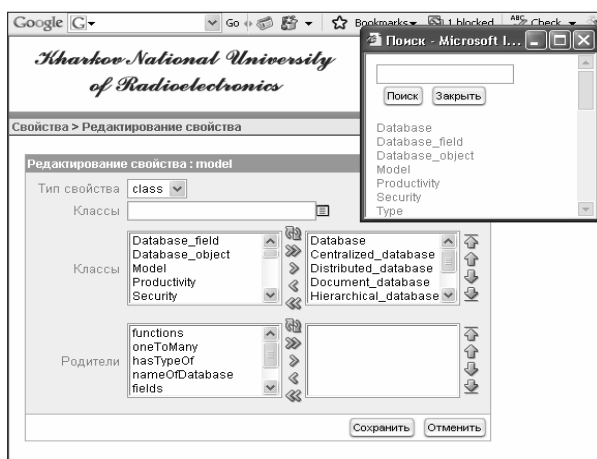 Google G Go Bookmarks 1 blocked ABC Check
Поиск - Microsoft I...
Kharkov National University
of Radioelectronics
Поиск Закрыть
Database
Database_field
Database_object
Model
Productivity
Security
Type
Свойства > Редактирование свойства
Редактирование свойства : model
Тип свойства class
Классы
Классы
Database_field
Database_object
Model
Productivity
Security
Database
Centralized_database
Distributed_database
Document_database
Hierarchical_database
Родители
functions
oneToMany
hasTypeOf
nameOfDatabase
fields
Сохранить Отменить